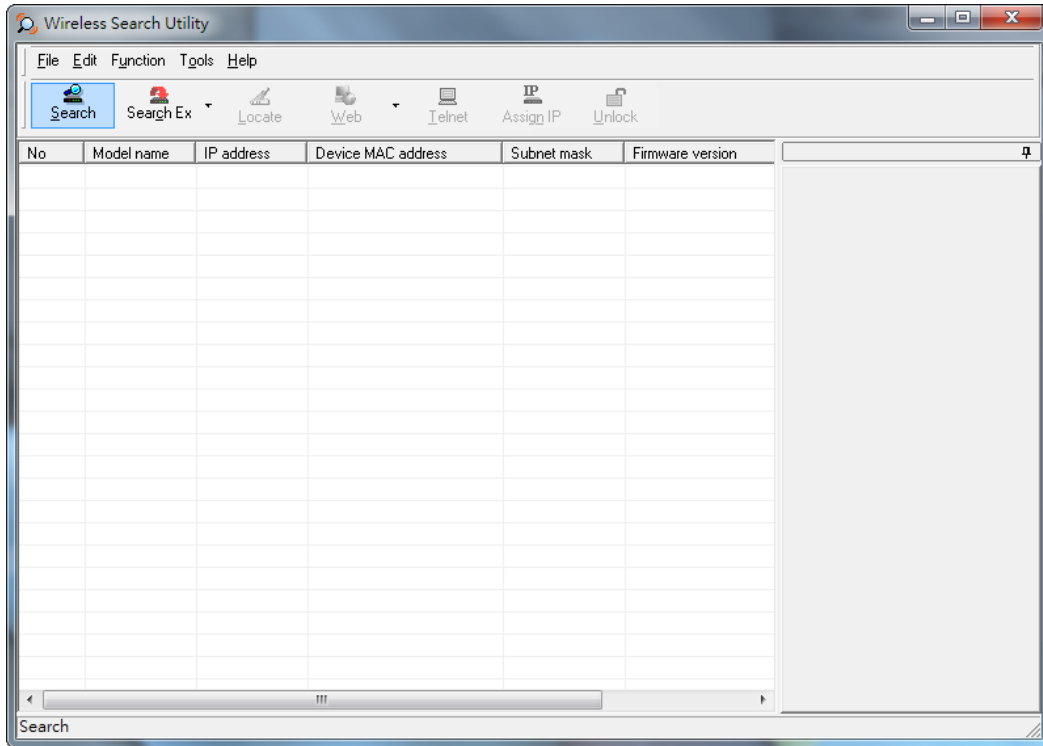 Wireless Search Utility
File Edit Function Tools Help
Search Search Ex Locate Web Telnet Assign IP Unlock
No Model name IP address Device MAC address Subnet mask Firmware version
Search